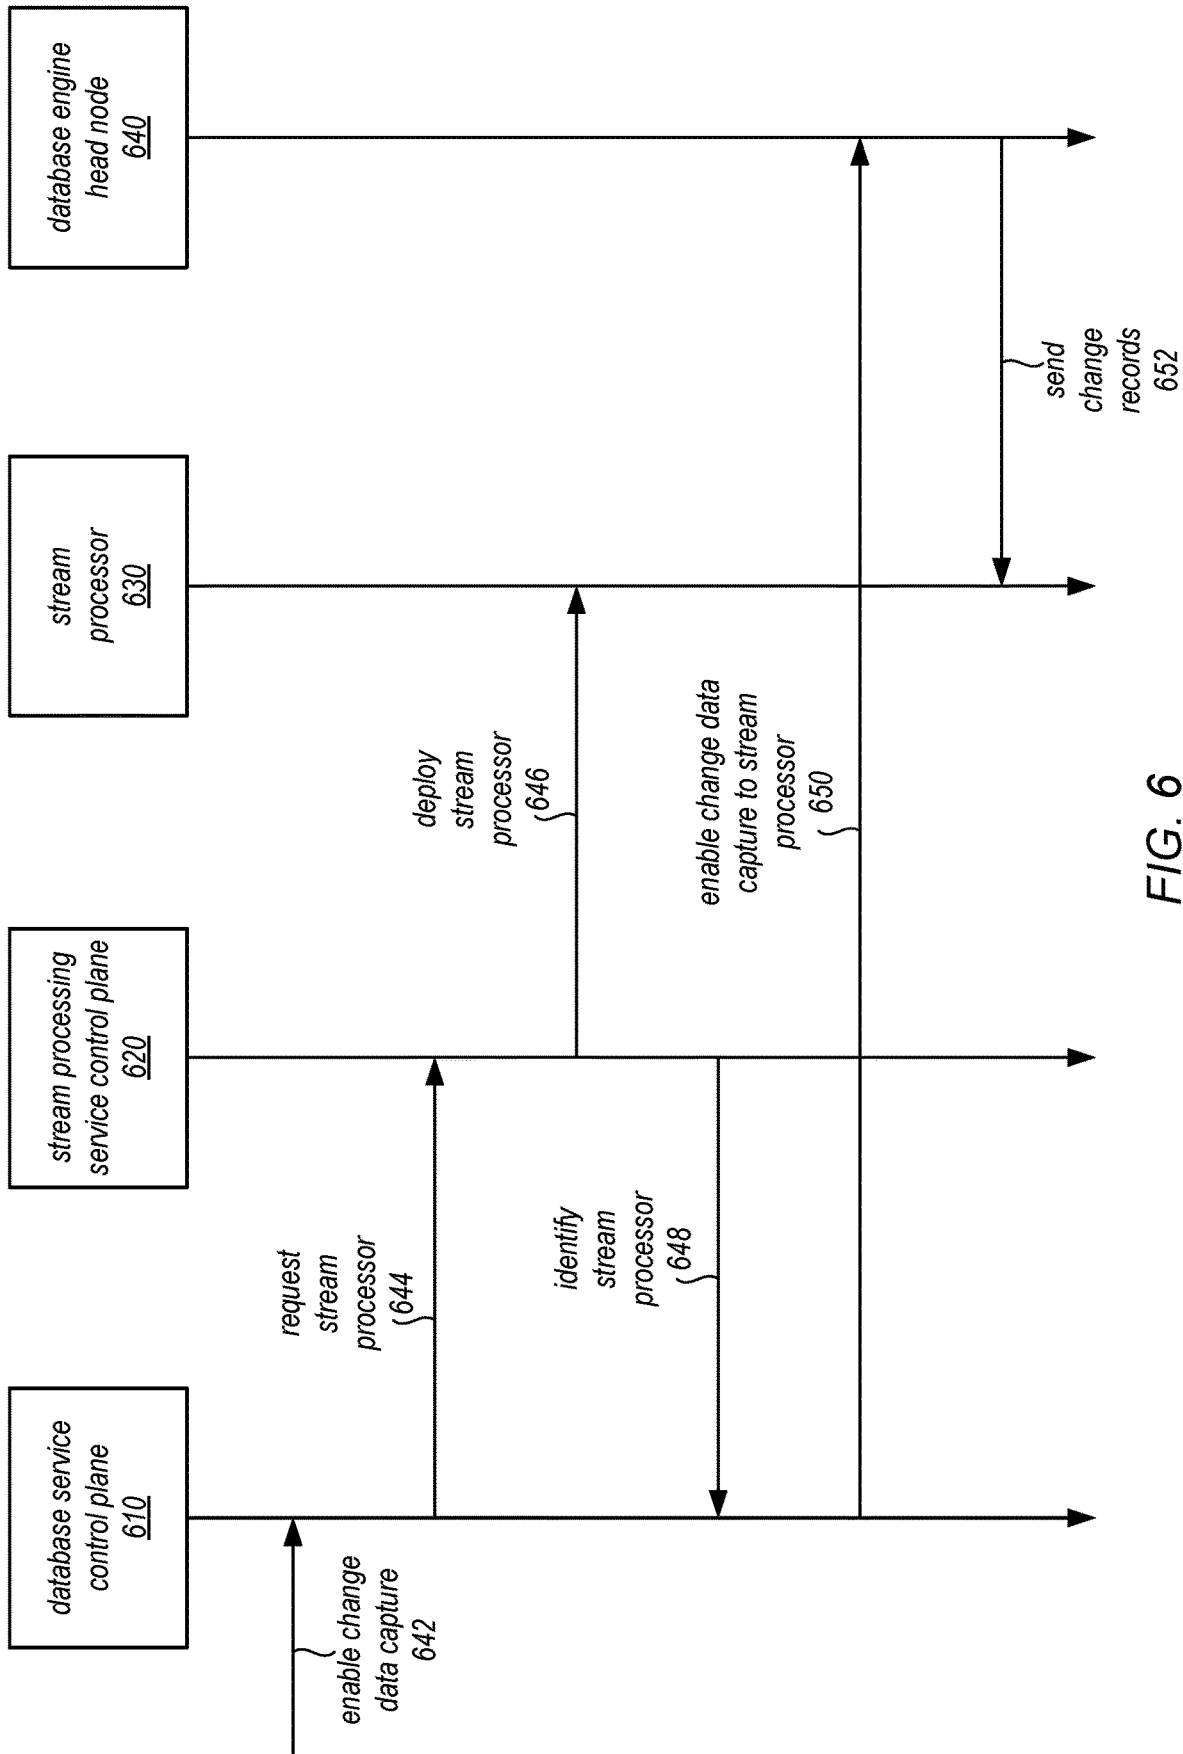 database service
control plane
610
stream processing
service control plane
620
stream
processor
630
database engine
head node
640
enable change
data capture
642
request
stream
processor
644
deploy
stream
processor
646
identify
stream
processor
648
enable change data
capture to stream
processor
650
send
change
records
652
FIG. 6